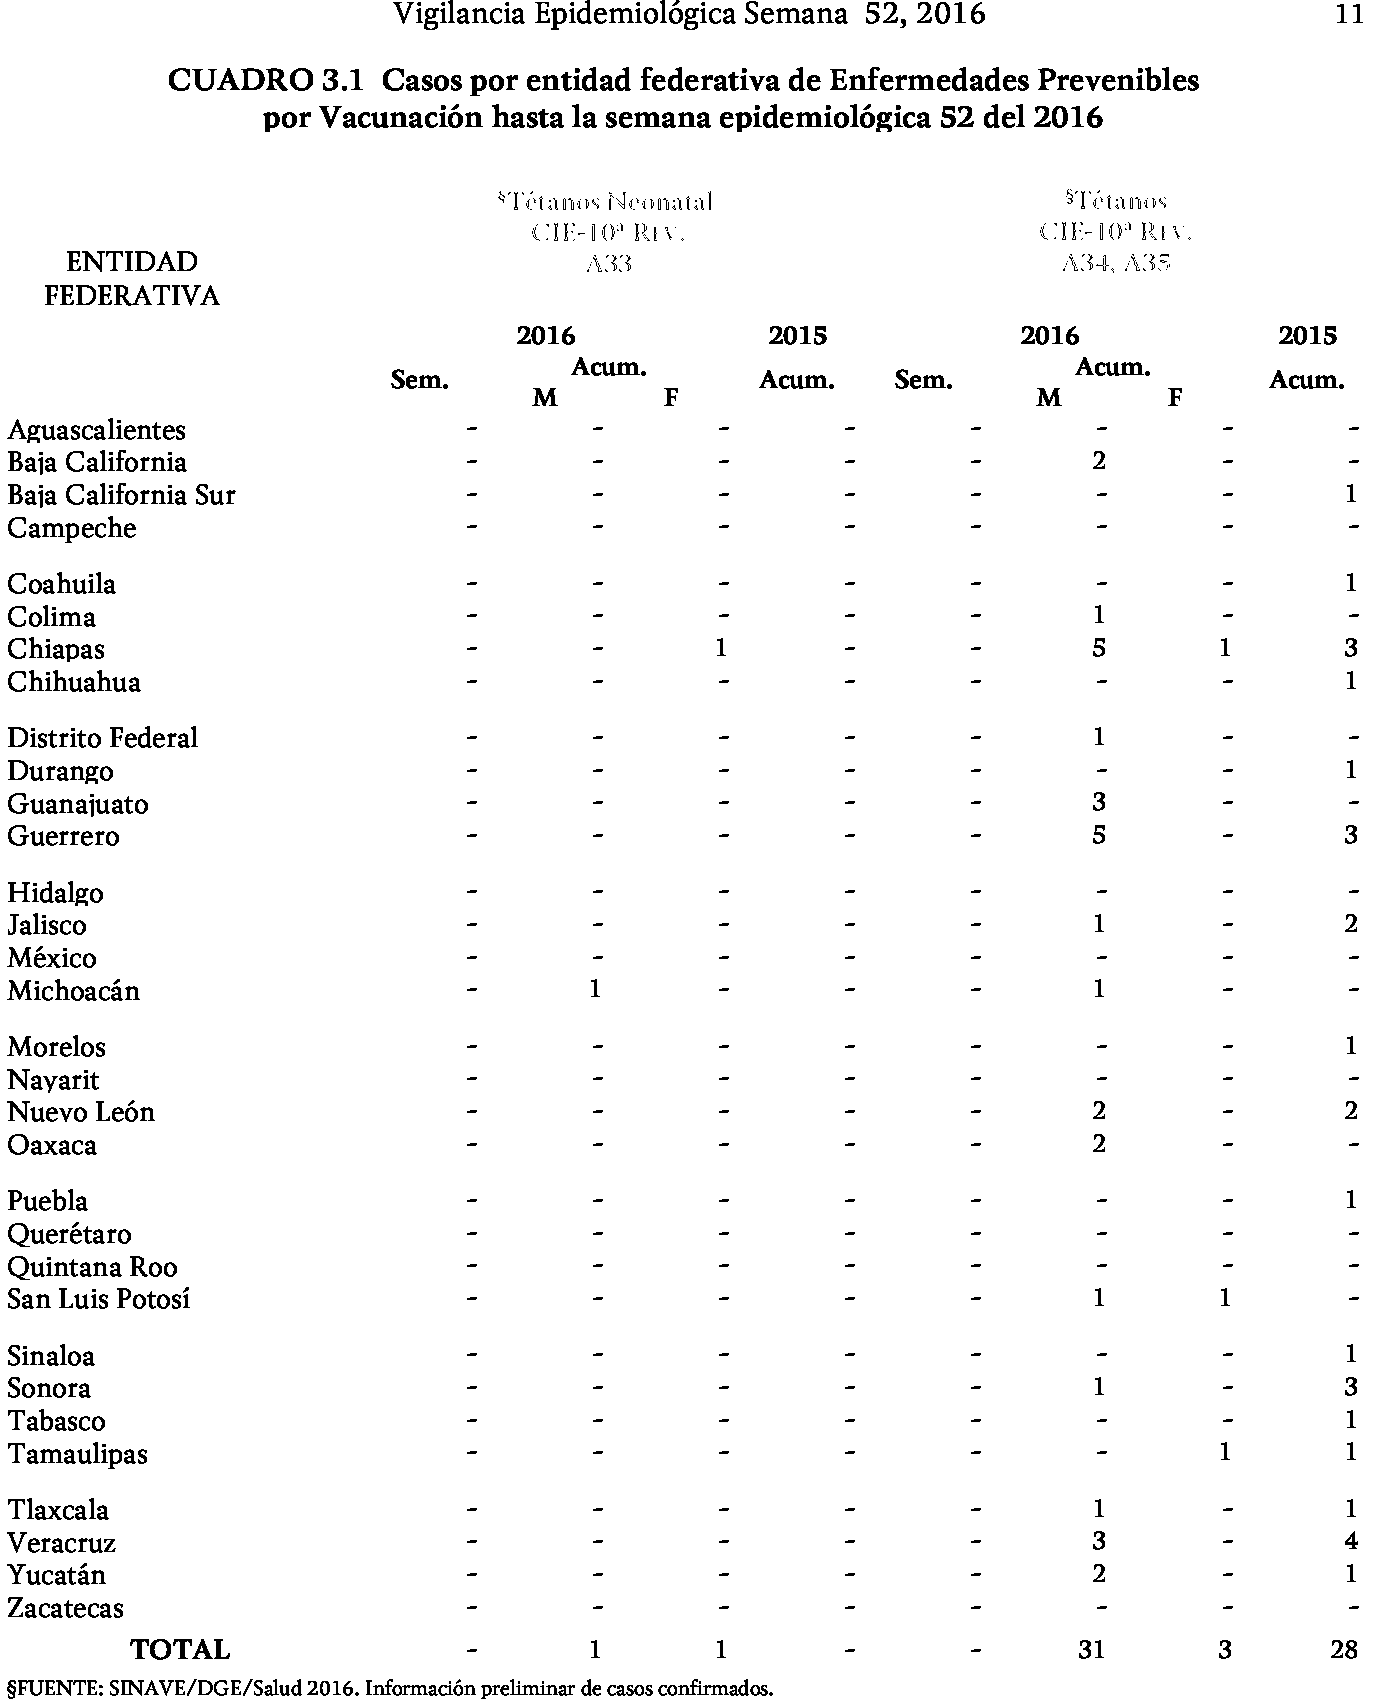 Vigilancia Epidemiológica Semana 52, 2016 11
CUADRO 3.1 Casos por entidad federativa de Enfermedades Prevenibles
por Vacunación hasta la semana epidemiológica 52 del 2016
§Tétanos Neonatal §Tétanos
CIE-10ª REV. CIE-10ª REV.
A33 A34, A35
ENTIDAD
FEDERATIVA
2016 2015 2016 2015
Sem. Acum. Acum. Sem. Acum. Acum.
M F M F
Aguascalientes - - - - - - - -
Baja California - - - - - 2 - -
Baja California Sur - - - - - - - 1
Campeche - - - - - - - -
Coahuila - - - - - - - 1
Colima - - - - - 1 - -
Chiapas - - 1 - - 5 1 3
Chihuahua - - - - - - - 1
Distrito Federal - - - - - 1 - -
Durango - - - - - - - 1
Guanajuato - - - - - 3 - -
Guerrero - - - - - 5 - 3
Hidalgo - - - - - - - -
Jalisco - - - - - 1 - 2
México - - - - - - - -
Michoacán - 1 - - - 1 - -
Morelos - - - - - - - 1
Nayarit - - - - - - - -
Nuevo León - - - - - 2 - 2
Oaxaca - - - - - 2 - -
Puebla - - - - - - - 1
Querétaro - - - - - - - -
Quintana Roo - - - - - - - -
San Luis Potosí - - - - - 1 1 -
Sinaloa - - - - - - - 1
Sonora - - - - - 1 - 3
Tabasco - - - - - - - 1
Tamaulipas - - - - - - 1 1
Tlaxcala - - - - - 1 - 1
Veracruz - - - - - 3 - 4
Yucatán - - - - - 2 - 1
Zacatecas - - - - - - - -
TOTAL - 1 1 - - 31 3 28
§FUENTE: SINAVE/DGE/Salud 2016. Información preliminar de casos confirmados.